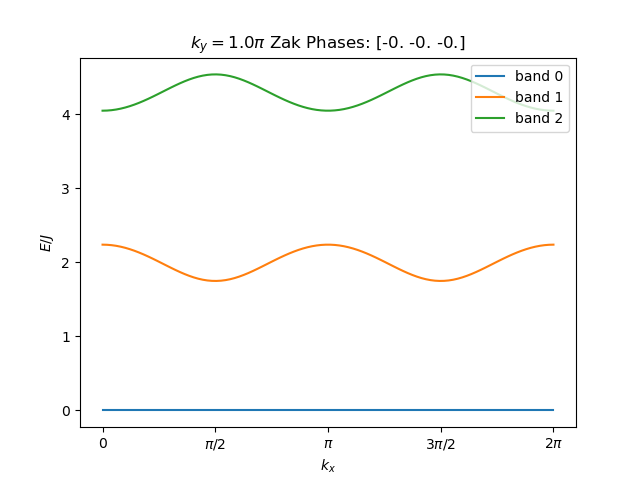 $k_y = 1.0\pi$ Zak Phases: [-0. -0. -0.]
band 0
band 1
band 2
E/J
4
3
2
1
0
0 π/2 π 3π/2 2π
$k_x$